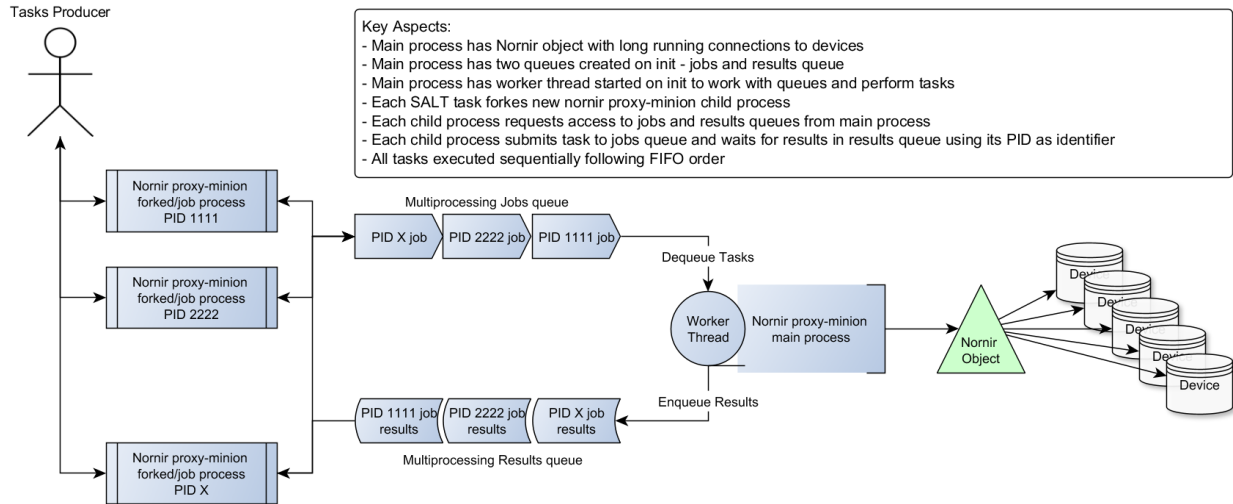 Tasks Producer
Key Aspects:
- Main process has Nornir object with long running connections to devices
- Main process has two queues created on init - jobs and results queue
- Main process has worker thread started on init to work with queues and perform tasks
- Each SALT task forkes new nornir proxy-minion child process
- Each child process requests access to jobs and results queues from main process
- Each child process submits task to jobs queue and waits for results in results queue using its PID as identifier
- All tasks executed sequentially following FIFO order
Nornir proxy-minion
forked/job process
PID 1111
Multiprocessing Jobs queue
PID X job
PID 2222 job
PID 1111 job
Dequeue Tasks
Nornir proxy-minion
forked/job process
PID 2222
Worker
Thread
Nornir proxy-minion
main process
Nornir
Object
Device
Device
Device
Device
Device
Enqueue Results
PID 1111 job
results
PID 2222 job
results
PID X job
results
Multiprocessing Results queue
Nornir proxy-minion
forked/job process
PID X